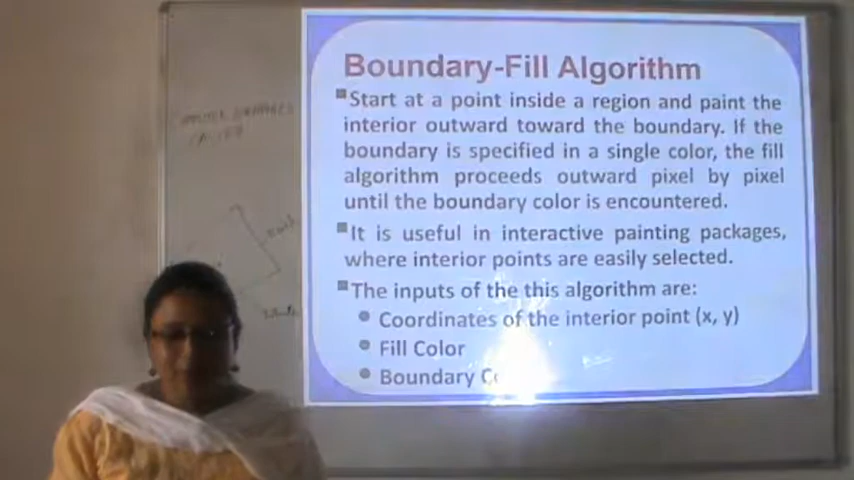 Boundary-Fill Algorithm
Start at a point inside a region and paint the
interior outward toward the boundary. If the
boundary is specified in a single color, the fill
algorithm proceeds outward pixel by pixel
until the boundary color is encountered.
It is useful in interactive painting packages,
where interior points are easily selected.
The inputs of the this algorithm are:
Coordinates of the interior point (x, y)
Fill Color
Boundary